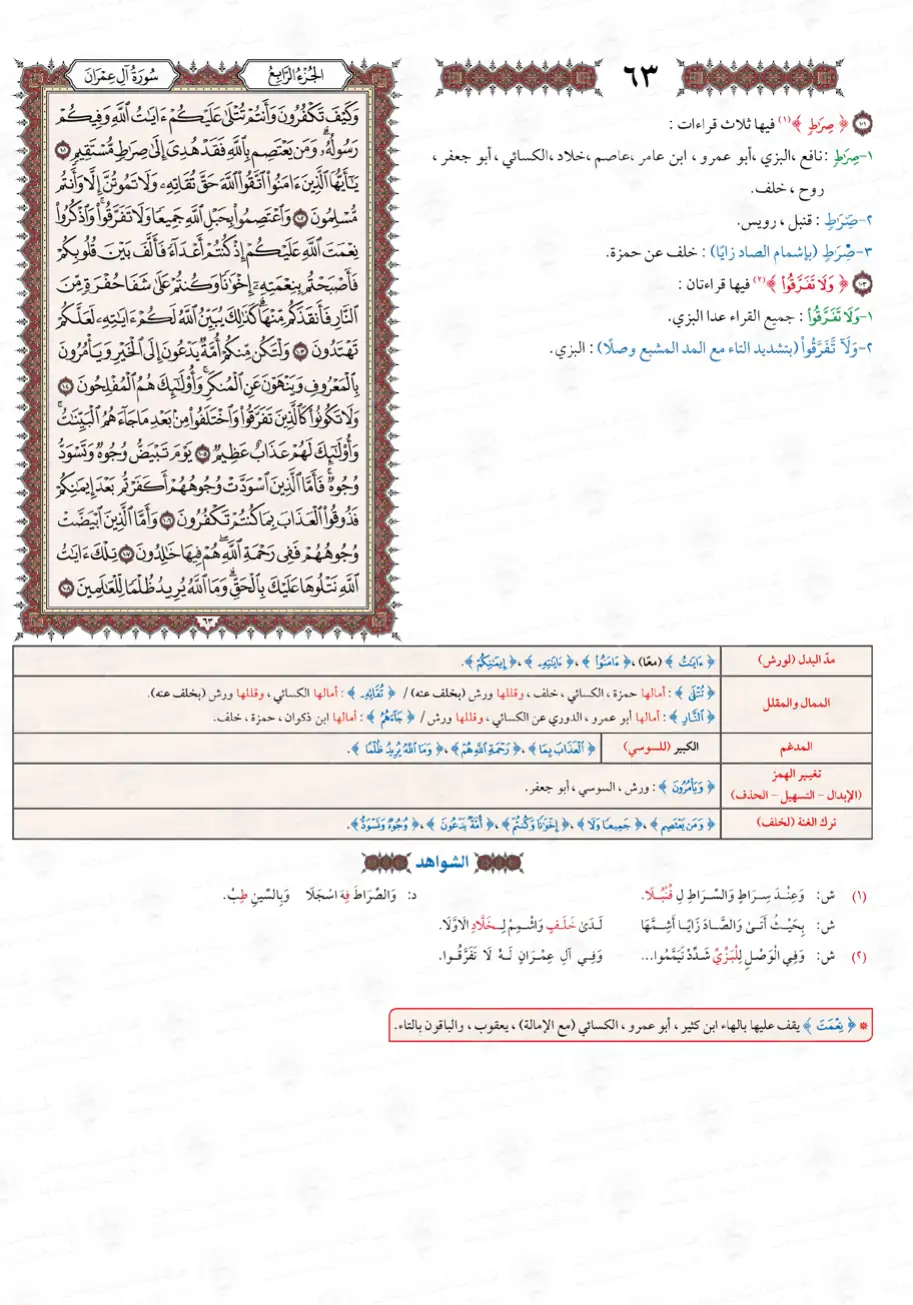 ٦٣
﴿ صِرَٰطٍ ﴾(١) فيها ثلاث قراءات :
١-صِرَٰطٍ : نافع ،البزي ،أبو عمرو ، ابن عامر ،عاصم ،خلاد ،الكسائي ، أبو جعفر ،
روح ، خلف.
٢-سِرَٰطٍ : قنبل ، رويس.
٣-صِرَٰطٍ (بإشمام الصاد زايًا) : خلف عن حمزة.
١٠٣ ﴿ وَلَا تَفَرَّقُواْ ﴾(٢) فيها قراءتان :
١-وَلَا تَفَرَّقُواْ : جميع القراء عدا البزي.
٢-وَلَآ تَّفَرَّقُواْ (بتشديد التاء مع المد المشبع وصلًا) : البزي.
الجُزْءُ الرَّابِعُ سُورَةُ آلِ عِمْرَان
وَكَيْفَ تَكْفُرُونَ وَأَنتُمْ تُتْلَىٰ عَلَيْكُمْ ءَايَٰتُ ٱللَّهِ وَفِيكُمْ
رَسُولُهُۥۗ وَمَن يَعْتَصِم بِٱللَّهِ فَقَدْ هُدِىَ إِلَىٰ صِرَٰطٍ مُّسْتَقِيمٍ ١٠١
يَٰٓأَيُّهَا ٱلَّذِينَ ءَامَنُواْ ٱتَّقُواْ ٱللَّهَ حَقَّ تُقَاتِهِۦ وَلَا تَمُوتُنَّ إِلَّا وَأَنتُم
مُّسْلِمُونَ ١٠٢ وَٱعْتَصِمُواْ بِحَبْلِ ٱللَّهِ جَمِيعًا وَلَا تَفَرَّقُواْۚ وَٱذْكُرُواْ
نِعْمَتَ ٱللَّهِ عَلَيْكُمْ إِذْ كُنتُمْ أَعْدَآءً فَأَلَّفَ بَيْنَ قُلُوبِكُمْ
فَأَصْبَحْتُم بِنِعْمَتِهِۦٓ إِخْوَٰنًا وَكُنتُمْ عَلَىٰ شَفَا حُفْرَةٍ مِّنَ
ٱلنَّارِ فَأَنقَذَكُم مِّنْهَاۗ كَذَٰلِكَ يُبَيِّنُ ٱللَّهُ لَكُمْ ءَايَٰتِهِۦ لَعَلَّكُمْ
تَهْتَدُونَ ١٠٣ وَلْتَكُن مِّنكُمْ أُمَّةٌ يَدْعُونَ إِلَى ٱلْخَيْرِ وَيَأْمُرُونَ
بِٱلْمَعْرُوفِ وَيَنْهَوْنَ عَنِ ٱلْمُنكَرِۚ وَأُوْلَٰٓئِكَ هُمُ ٱلْمُفْلِحُونَ ١٠٤
وَلَا تَكُونُواْ كَٱلَّذِينَ تَفَرَّقُواْ وَٱخْتَلَفُواْ مِنۢ بَعْدِ مَا جَآءَهُمُ ٱلْبَيِّنَٰتُۚ
وَأُوْلَٰٓئِكَ لَهُمْ عَذَابٌ عَظِيمٌ ١٠٥ يَوْمَ تَبْيَضُّ وُجُوهٌ وَتَسْوَدُّ
وُجُوهٌۚ فَأَمَّا ٱلَّذِينَ ٱسْوَدَّتْ وُجُوهُهُمْ أَكَفَرْتُم بَعْدَ إِيمَٰنِكُمْ
فَذُوقُواْ ٱلْعَذَابَ بِمَا كُنتُمْ تَكْفُرُونَ ١٠٦ وَأَمَّا ٱلَّذِينَ ٱبْيَضَّتْ
وُجُوهُهُمْ فَفِى رَحْمَةِ ٱللَّهِۖ هُمْ فِيهَا خَٰلِدُونَ ١٠٧ تِلْكَ ءَايَٰتُ
ٱللَّهِ نَتْلُوهَا عَلَيْكَ بِٱلْحَقِّۗ وَمَا ٱللَّهُ يُرِيدُ ظُلْمًا لِّلْعَٰلَمِينَ ١٠٨
٦٣
مدّ البدل (لورش) ﴿ ءَايَٰتُ ﴾ (معًا) ،﴿ ءَامَنُواْ ﴾ ،﴿ ءَايَٰتِهِۦ ﴾ ،﴿ إِيمَٰنِكُمْ ﴾.
الممال والمقلل ﴿ تُتْلَىٰ ﴾ : أمالها حمزة ، الكسائي ، خلف ، وقللها ورش (بخلف عنه) / ﴿ تُقَاتِهِۦ ﴾ : أمالها الكسائي ، وقللها ورش (بخلف عنه).
﴿ ٱلنَّارِ ﴾ : أمالها أبو عمرو ، الدوري عن الكسائي ، وقللها ورش / ﴿ جَآءَهُمُ ﴾ : أمالها ابن ذكوان ، حمزة ، خلف.
المدغم الكبير (للسوسي) ﴿ ٱلْعَذَابَ بِمَا ﴾ ،﴿ رَحْمَةِ ٱللَّهِ هُمْ ﴾ ،﴿ وَمَا ٱللَّهُ يُرِيدُ ظُلْمًا ﴾.
تغيير الهمز
(الإبدال - التسهيل - الحذف) ﴿ وَيَأْمُرُونَ ﴾ : ورش ، السوسي ، أبو جعفر.
ترك الغنة (لخلف) ﴿ وَمَن يَعْتَصِم ﴾ ،﴿ جَمِيعًا وَلَا ﴾ ،﴿ إِخْوَٰنًا وَكُنتُمْ ﴾ ،﴿ أُمَّةٌ يَدْعُونَ ﴾ ،﴿ وُجُوهٌ وَتَسْوَدُّ ﴾.
الشواهد
(١) ش: وَعِنْدَ سِرَاطٍ وَالسِّرَاطِ لِ قُنْبُلَا. د: وَالصِّرَاطَ فِهَ اسْجَلَا وَبِالسِّينِ طِبْ.
ش: بِحَيْثُ أَتَىٰ وَالصَّادَ زَايًا أَشِمَّهَا لَدَىٰ خَلَفٍ وَاشْمِمْ لِخَلَّادِ الَاوَّلَا.
(٢) ش: وَفِي الْوَصْلِ لِلْبَزِّيِّ شَدِّدْ تَيَمَّمُوا... وَفِي آلِ عِمْرَانٍ لَهُ لَا تَفَرَّقُوا.
* ﴿ نِعْمَتَ ﴾ يقف عليها بالهاء ابن كثير ، أبو عمرو ، الكسائي (مع الإمالة) ، يعقوب ، والباقون بالتاء.